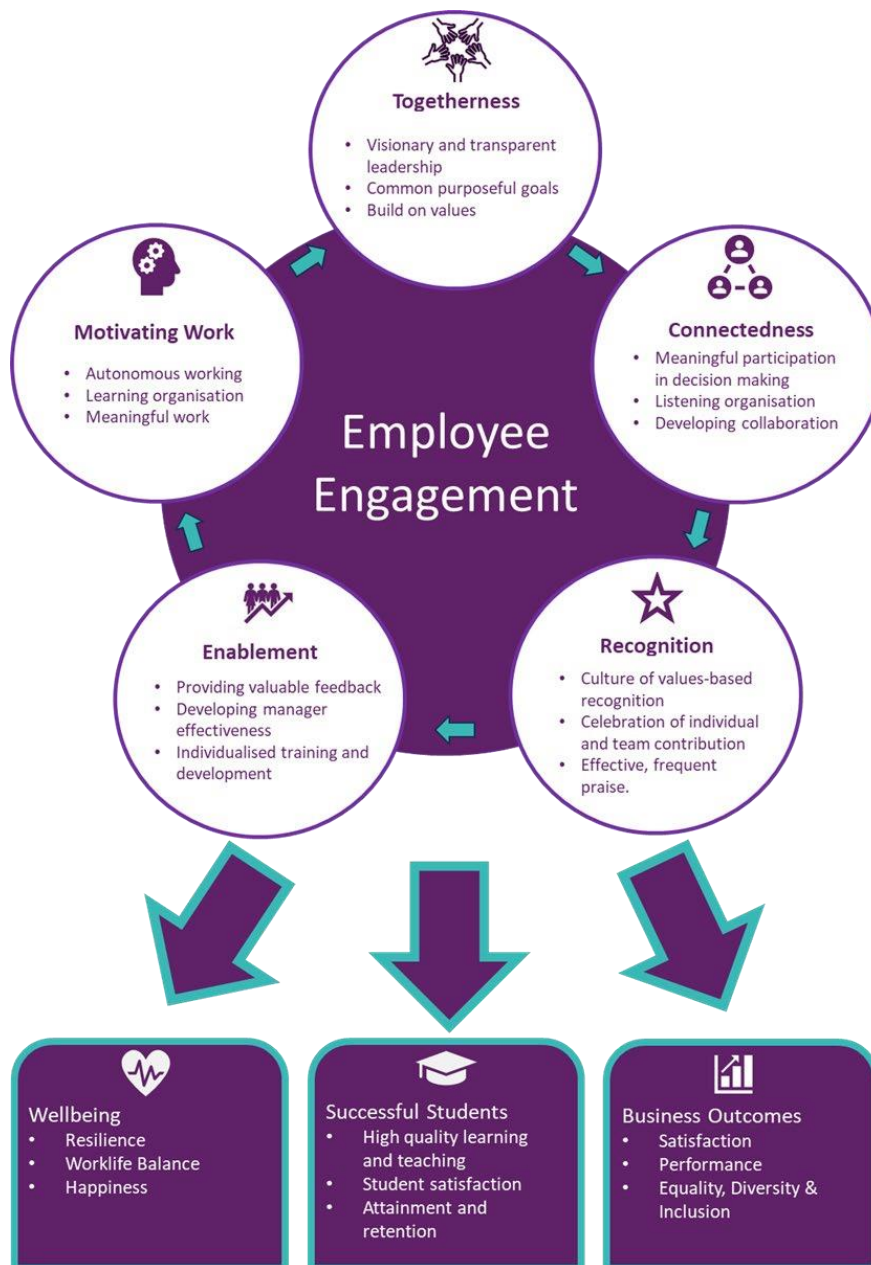 Togetherness
• Visionary and transparent
leadership
• Common purposeful goals
• Build on values
Motivating Work
• Autonomous working
• Learning organisation
• Meaningful work
Connectedness
• Meaningful participation
in decision making
• Listening organisation
• Developing collaboration
Employee
Engagement
Enablement
• Providing valuable feedback
• Developing manager
effectiveness
• Individualised training and
development
Recognition
• Culture of values-based
recognition
• Celebration of individual
and team contribution
• Effective, frequent
praise.
Wellbeing
• Resilience
• Worklife Balance
• Happiness
Successful Students
• High quality learning
and teaching
• Student satisfaction
• Attainment and
retention
Business Outcomes
• Satisfaction
• Performance
• Equality, Diversity &
Inclusion